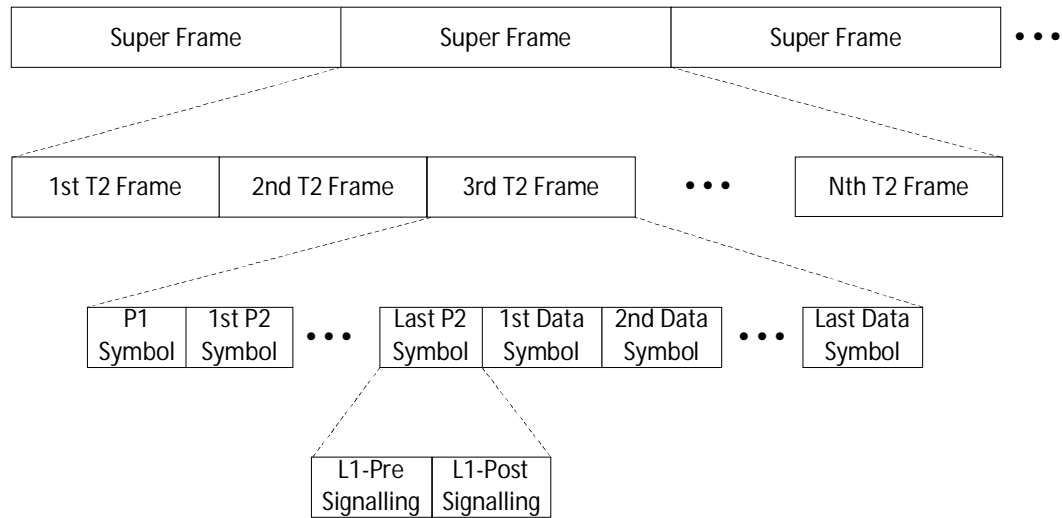 Super Frame
Super Frame
Super Frame
•••
1st T2 Frame
2nd T2 Frame
3rd T2 Frame
•••
Nth T2 Frame
P1
Symbol
1st P2
Symbol
•••
Last P2
Symbol
1st Data
Symbol
2nd Data
Symbol
•••
Last Data
Symbol
L1-Pre
Signalling
L1-Post
Signalling